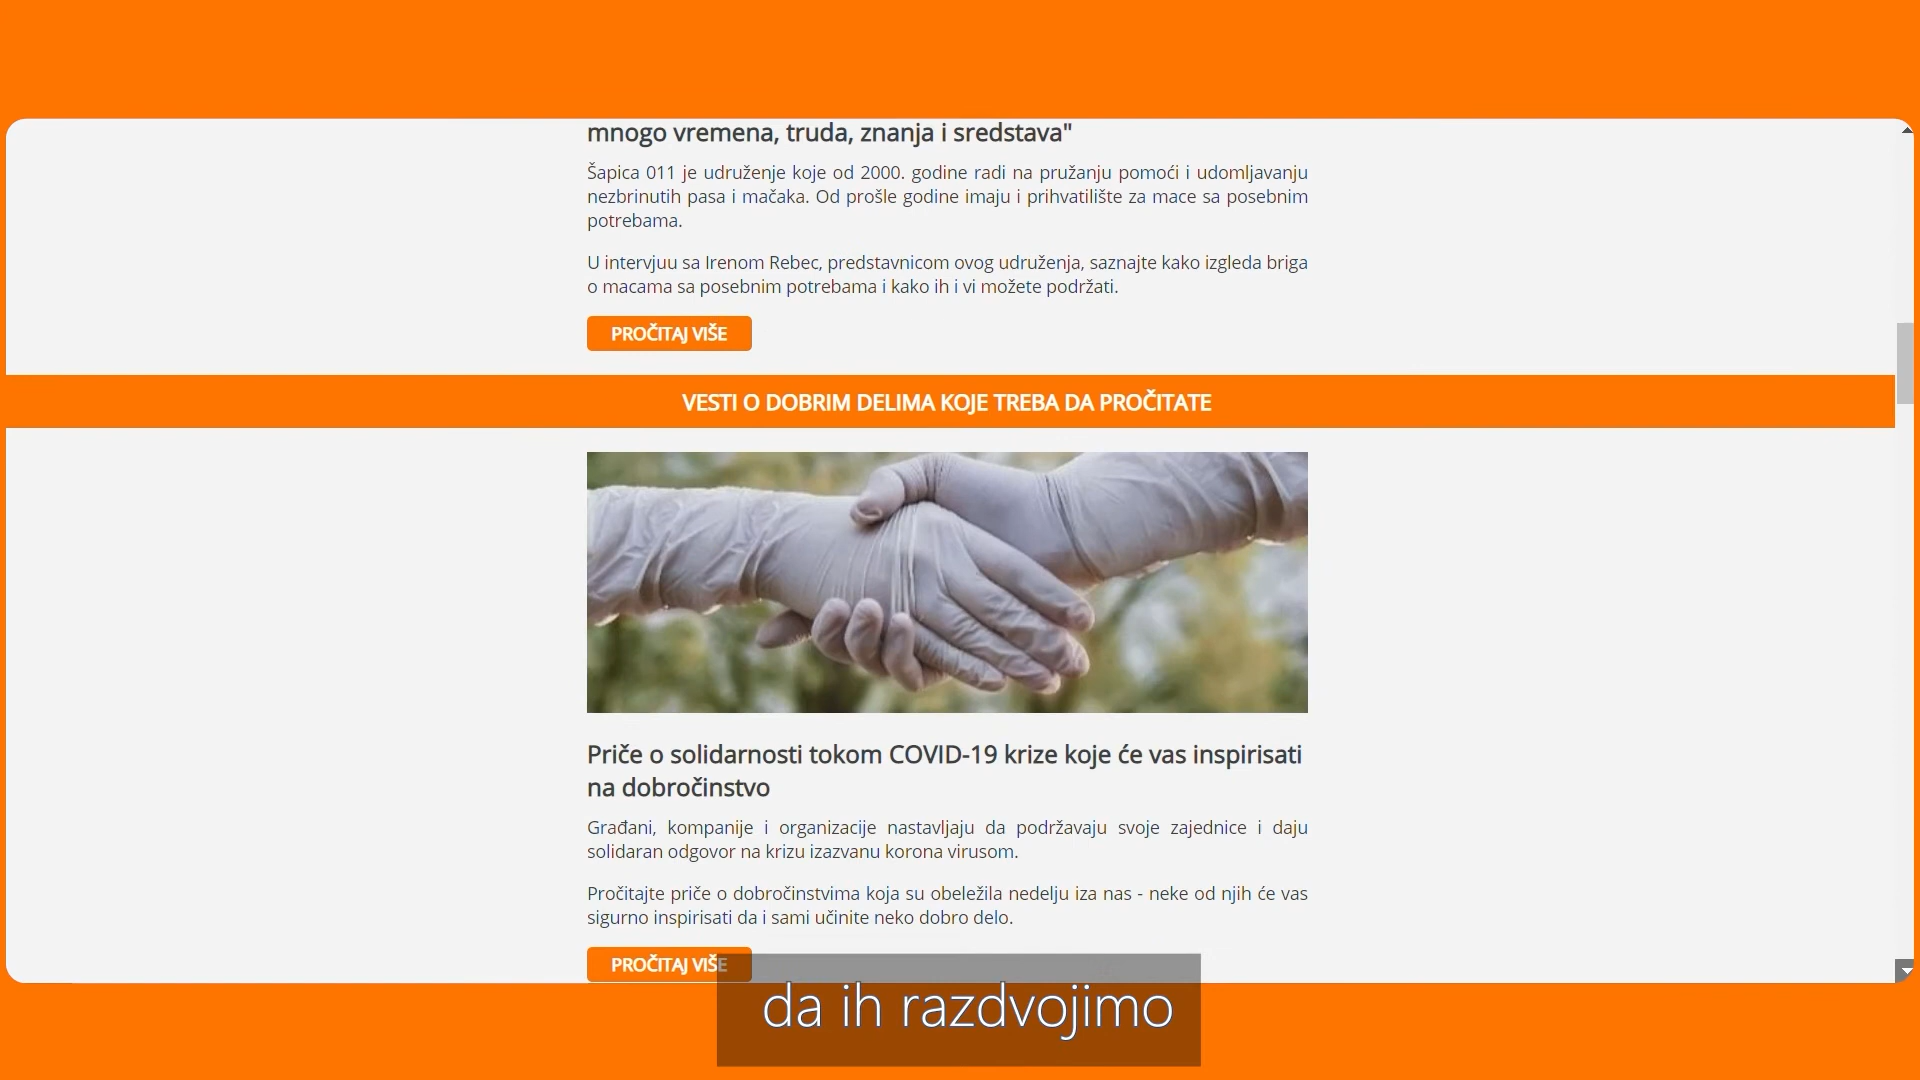 mnogo vremena, truda, znanja i sredstava"
Šapica 011 je udruženje koje od 2000. godine radi na pružanju pomoći i udomljavanju
nezbrinutih pasa i mačaka. Od prošle godine imaju i prihvatilište za mace sa posebnim
potrebama.
U intervjuu sa Irenom Rebec, predstavnicom ovog udruženja, saznajte kako izgleda briga
o macama sa posebnim potrebama i kako ih i vi možete podržati.
PROČITAJ VIŠE
VESTI O DOBRIM DELIMA KOJE TREBA DA PROČITATE
Priče o solidarnosti tokom COVID-19 krize koje će vas inspirisati
na dobročinstvo
Građani, kompanije i organizacije nastavljaju da podržavaju svoje zajednice i daju
solidaran odgovor na krizu izazvanu korona virusom.
Pročitajte priče o dobročinstvima koja su obeležila nedelju iza nas - neke od njih će vas
sigurno inspirisati da i sami učinite neko dobro delo.
PROČITAJ VIŠE
da ih razdvojimo